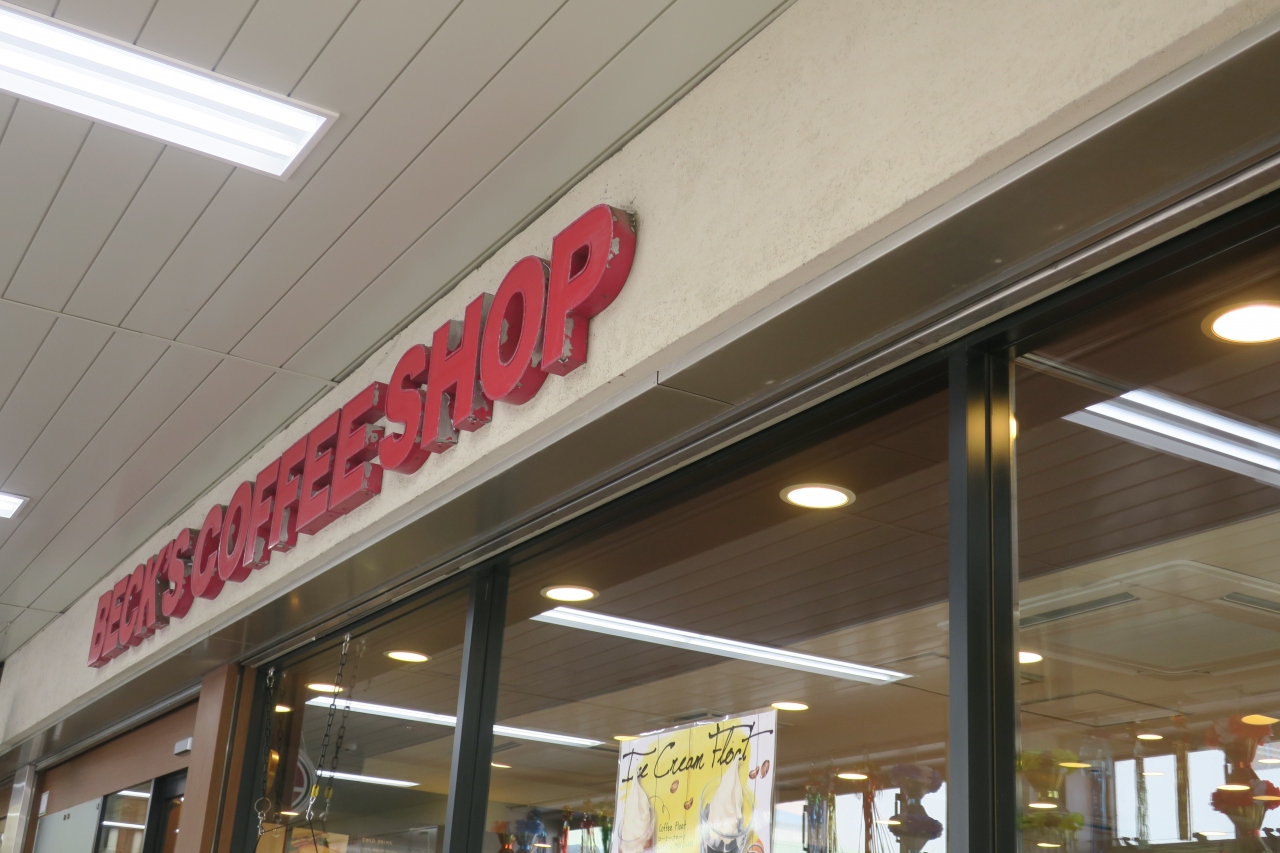 BECK'S COFFEE SHOP
Ice Cream Float
Coffee Float